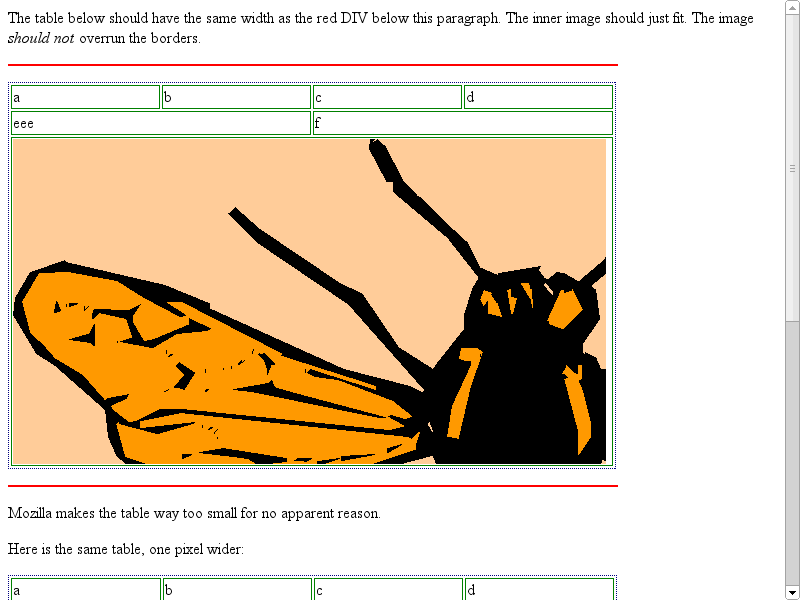 The table below should have the same width as the red DIV below this paragraph. The inner image should just fit. The image
should not overrun the borders.
a b c d
eee f
Mozilla makes the table way too small for no apparent reason.
Here is the same table, one pixel wider:
a b c d